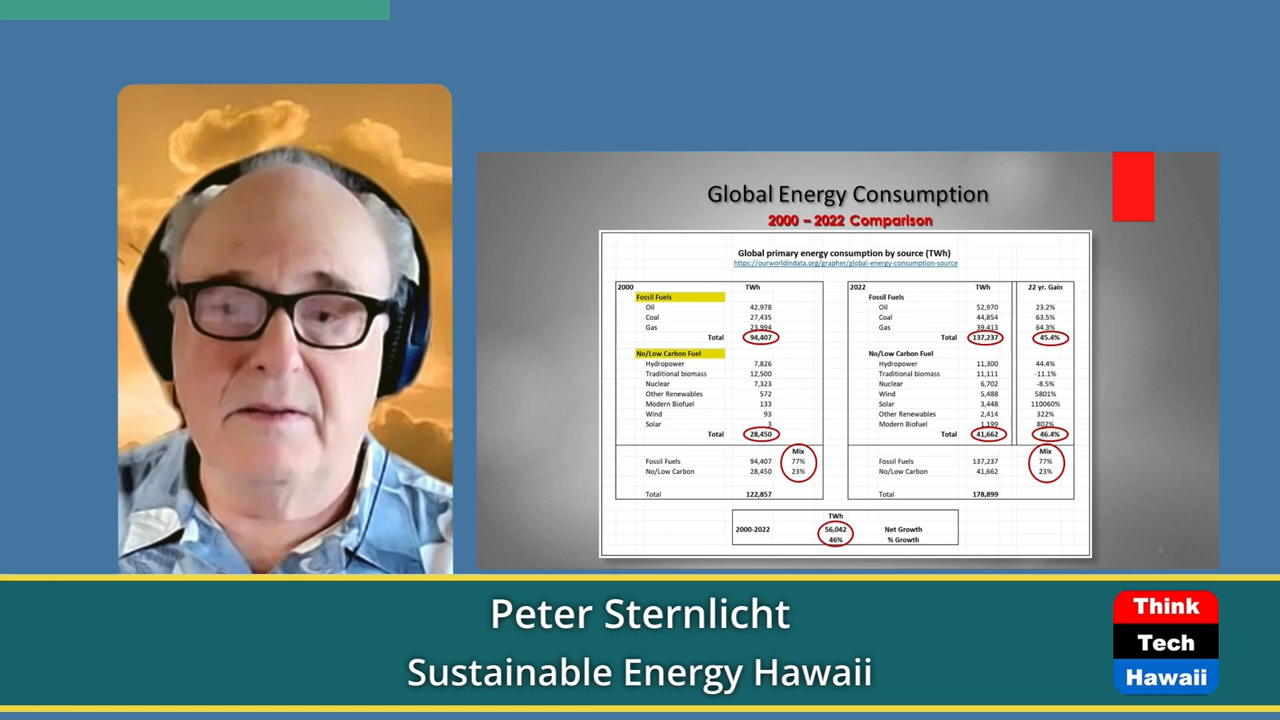 Global Energy Consumption
2000 – 2022 Comparison
Global primary energy consumption by source (TWh)
https://ourworldindata.org/grapher/global-energy-consumption-source
2000 TWh
Fossil Fuels
Oil 42,978
Coal 27,435
Gas 23,994
Total 94,407
No/Low Carbon Fuel
Hydropower 7,826
Traditional biomass 12,500
Nuclear 7,323
Other Renewables 572
Modern Biofuel 133
Wind 93
Solar 3
Total 28,450
Mix
Fossil Fuels 94,407 77%
No/Low Carbon 28,450 23%
Total 122,857
2022 TWh 22 yr. Gain
Fossil Fuels
Oil 52,970 23.2%
Coal 44,854 63.5%
Gas 39,413 64.3%
Total 137,237 45.4%
No/Low Carbon Fuel
Hydropower 11,300 44.4%
Traditional biomass 11,111 -11.1%
Nuclear 6,702 -8.5%
Wind 5,488 5801%
Solar 3,448 110060%
Other Renewables 2,414 322%
Modern Biofuel 1,199 802%
Total 41,662 46.4%
Mix
Fossil Fuels 137,237 77%
No/Low Carbon 41,662 23%
Total 178,899
TWh
2000-2022 56,042 Net Growth
46% % Growth
6
Peter Sternlicht
Sustainable Energy Hawaii
Think
Tech
Hawaii